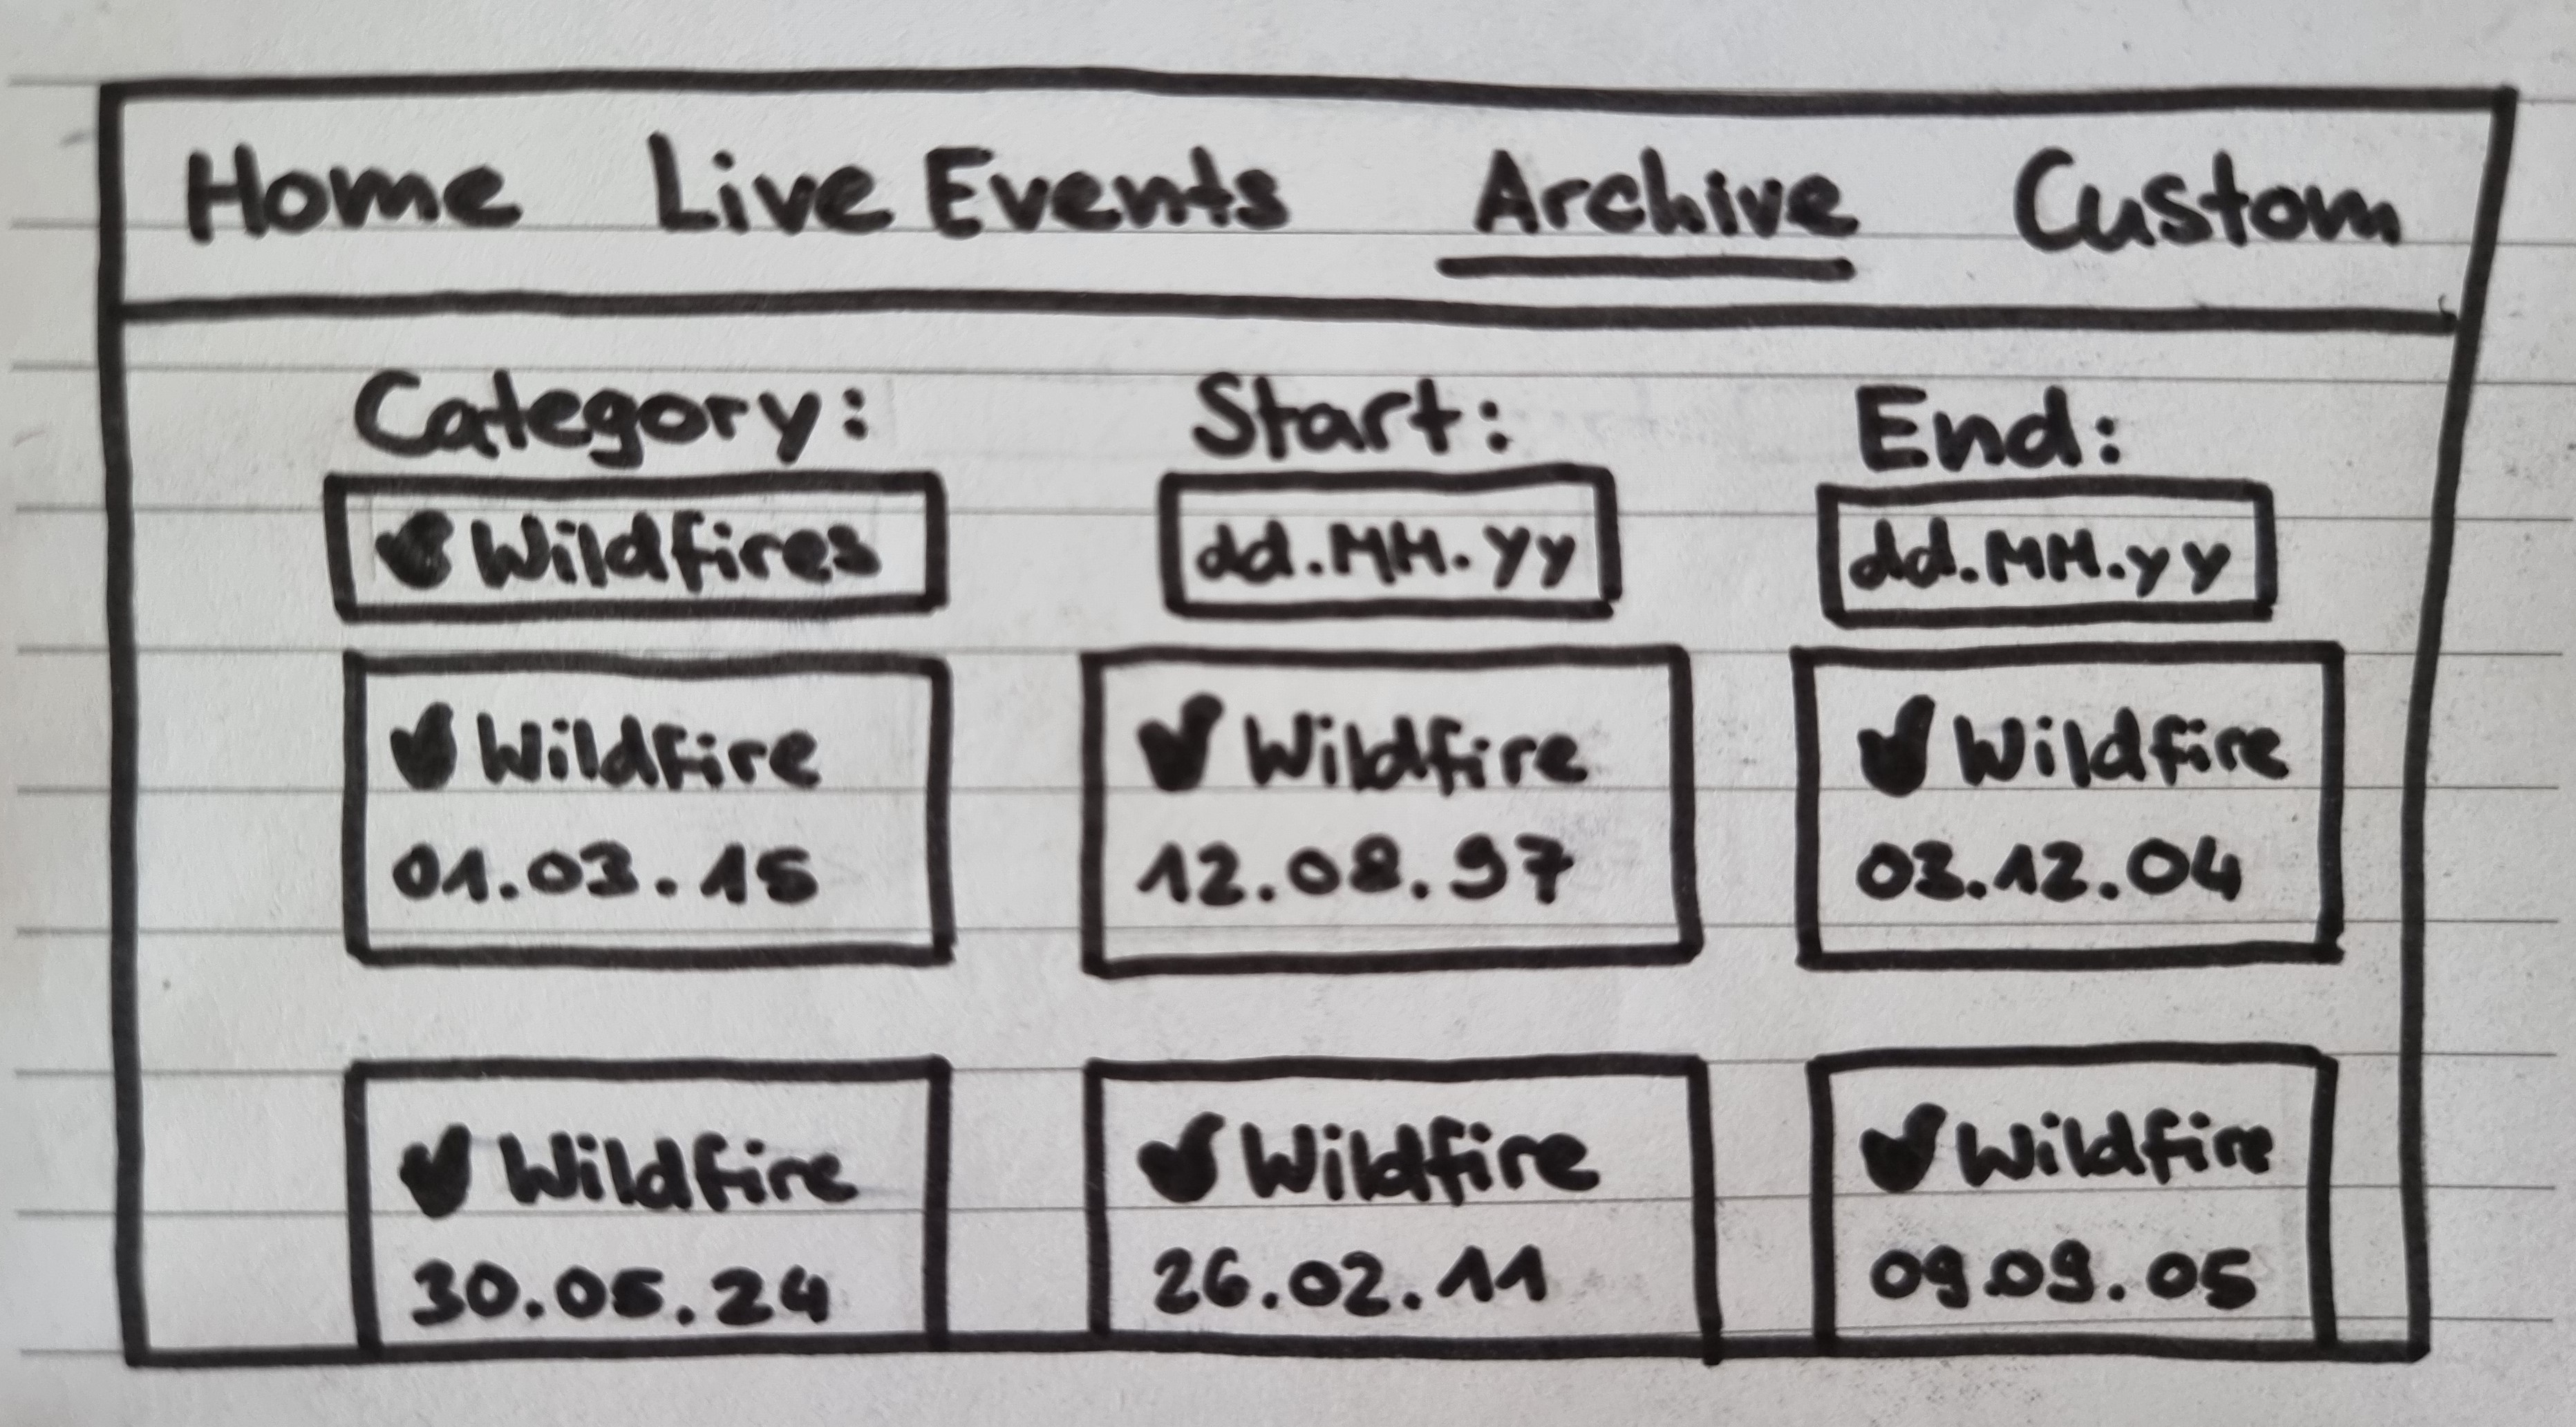 Home Live Events Archive Custom
Category: Start: End:
Wildfires dd.MM.yy dd.MM.yy
Wildfire Wildfire Wildfire
01.03.15 12.08.97 03.12.04
Wildfire Wildfire Wildfire
30.05.24 26.02.11 09.09.05